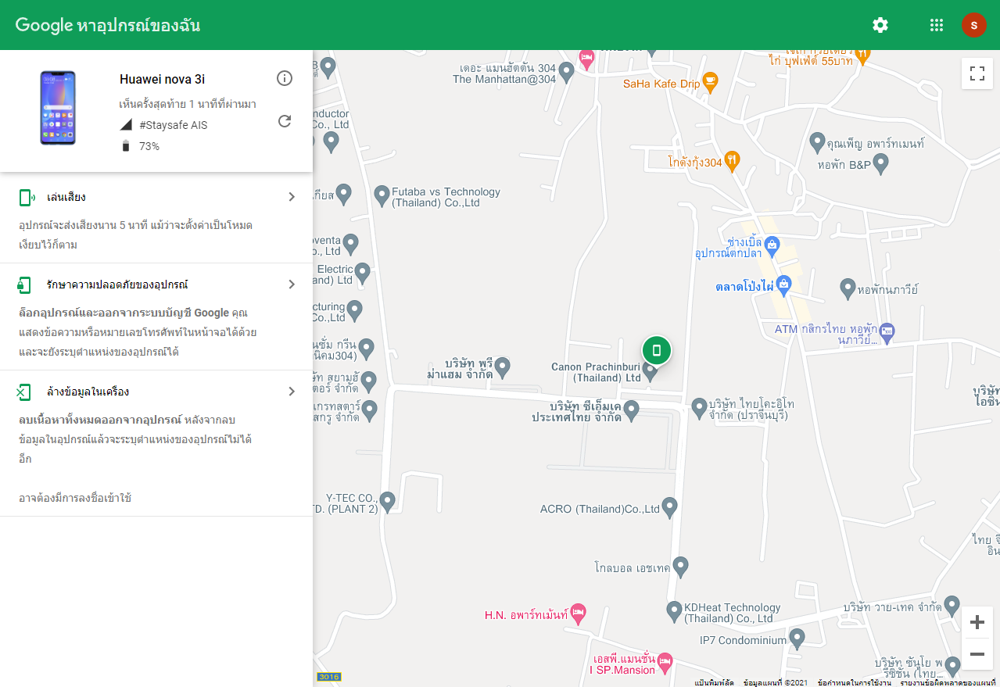 Google หาอุปกรณ์ของฉัน
S
Huawei nova 3i
เห็นครั้งสุดท้าย 1 นาทีที่ผ่านมา
#Staysafe AIS
73%
เล่นเสียง
อุปกรณ์จะส่งเสียงนาน 5 นาที แม้ว่าจะตั้งค่าเป็นโหมด
เงียบไว้ก็ตาม
รักษาความปลอดภัยของอุปกรณ์
ล็อกอุปกรณ์และออกจากระบบบัญชี Google คุณ
แสดงข้อความหรือหมายเลขโทรศัพท์ในหน้าจอได้ด้วย
และจะยังระบุตำแหน่งของอุปกรณ์ได้
ล้างข้อมูลในเครื่อง
ลบเนื้อหาทั้งหมดออกจากอุปกรณ์ หลังจากลบ
ข้อมูลในอุปกรณ์แล้วจะระบุตำแหน่งของอุปกรณ์ไม่ได้
อีก
อาจต้องมีการลงชื่อเข้าใช้
ไก่ บุฟเฟ่ต์ 55บาท
เดอะ แมนฮัตตัน 304
The Manhattan@304
SaHa Kafe Drip
nductor
Co., Ltd
คุณเพ็ญ อพาร์ทเมนท์
หอพัก B&P
โกดังกุ้ง304
เกียส
Futaba vs Technology
(Thailand) Co.,Ltd
oventa
o., Ltd
ช่างเบิ้ล
อุปกรณ์ตกปลา
Electric
and) Ltd
ตลาดโป่งไผ่
หอพักนภาวีย์
cturing
Co.,Ltd
ATM กสิกรไทย หอพัก
นภาวีย์...
นซั่ม กรีน
นิคม304)
Canon Prachinburi
(Thailand) Ltd
บริษัท พรี
ม่าแฮม จำกัด
ษัท สยามฮั
ตอร์ จำกัด
บริษัท
ไอซิน
บริษัท ซีเอ็มเค
ประเทศไทย จำกัด
บริษัท ไทยโคะอิโท
จำกัด (ปราจีนบุรี)
เกรทสตาร์
สกรู จำกัด
Y-TEC CO.,
TD. (PLANT 2)
ACRO (Thailand)Co.,Ltd
ไทย จี
อิน
โกลบอล เอชเทค
H.N. อพาร์ทเม้นท์
KDHeat Technology
(Thailand) Co., Ltd
บริษัท วาย-เทค จำกัด
IP7 Condominium
เอสพี.แมนชั่น
I SP.Mansion
บริษัท ซันโย พ
รีซิชั่น (ไทย...
3016
แป้นพิมพ์ลัด ข้อมูลแผนที่ ©2021 ข้อกำหนดในการใช้งาน รายงานข้อผิดพลาดของแผนที่